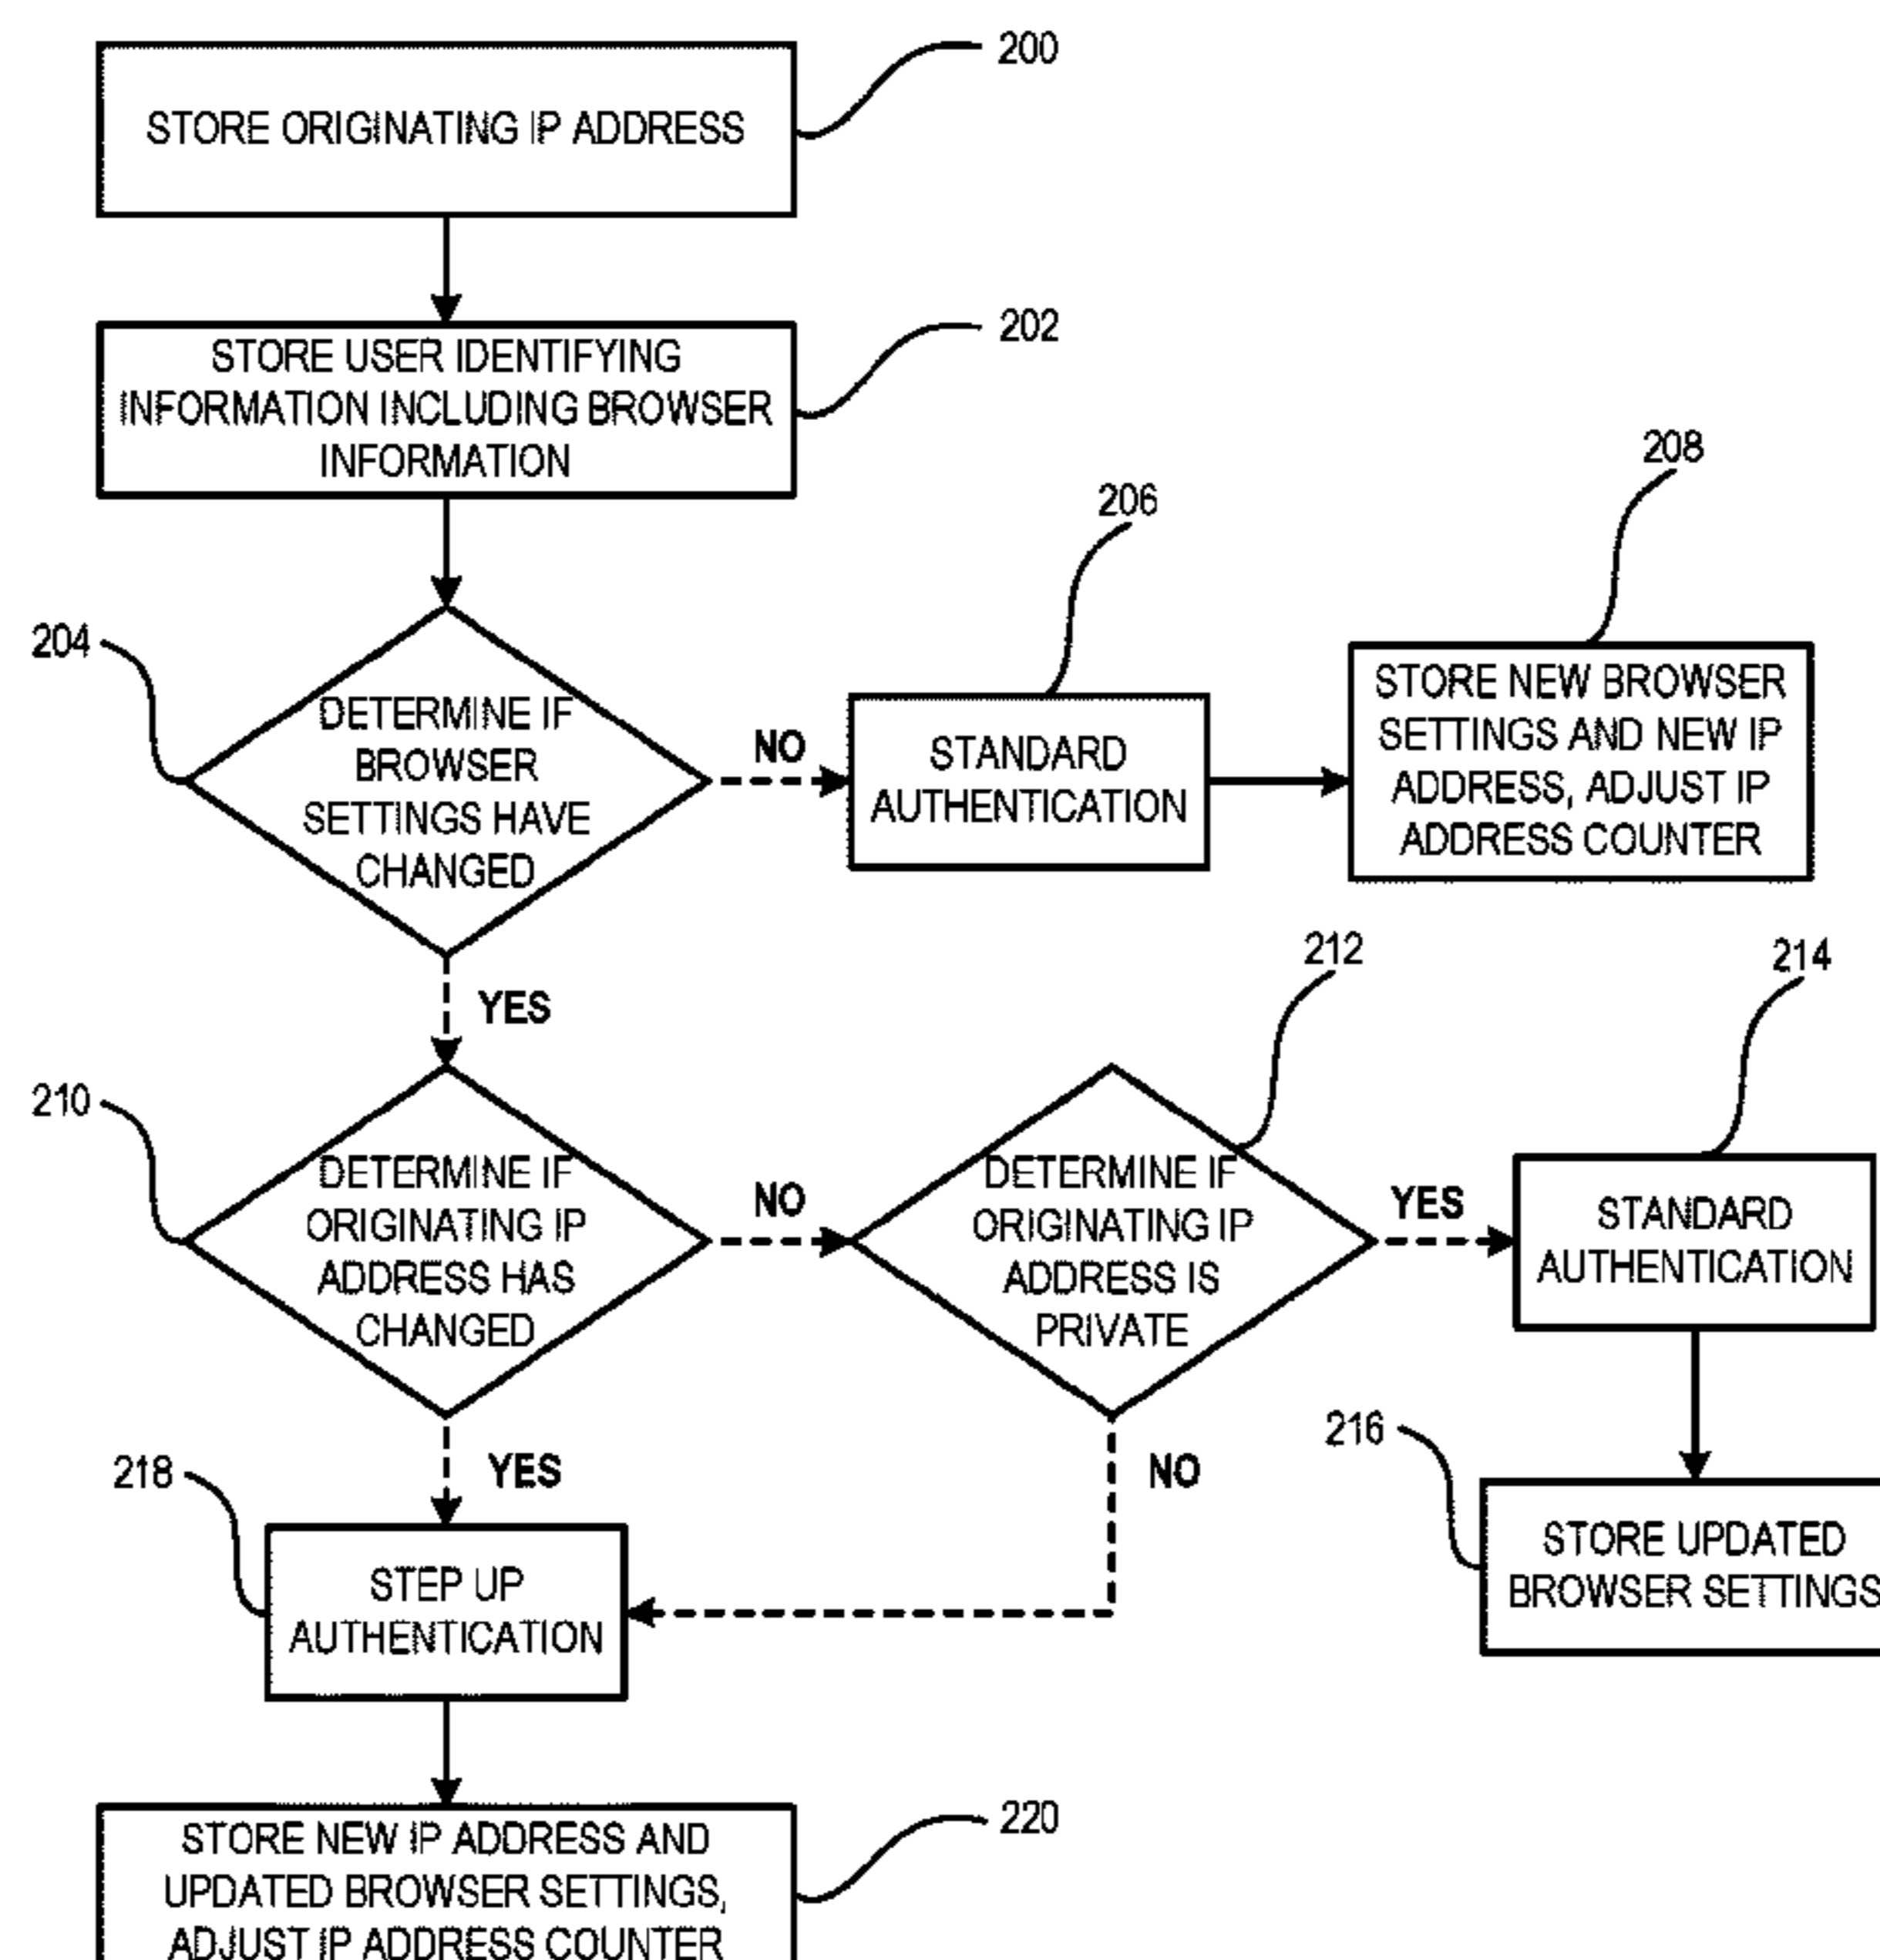 200
STORE ORIGINATING IP ADDRESS
202
STORE USER IDENTIFYING
INFORMATION INCLUDING BROWSER
INFORMATION
208
206
204
DETERMINE IF
BROWSER
SETTINGS HAVE
CHANGED
NO
STANDARD
AUTHENTICATION
STORE NEW BROWSER
SETTINGS AND NEW IP
ADDRESS, ADJUST IP
ADDRESS COUNTER
YES
212
214
210
DETERMINE IF
ORIGINATING IP
ADDRESS HAS
CHANGED
NO
DETERMINE IF
ORIGINATING IP
ADDRESS IS
PRIVATE
YES
STANDARD
AUTHENTICATION
216
STORE UPDATED
BROWSER SETTINGS
218
YES
NO
STEP UP
AUTHENTICATION
220
STORE NEW IP ADDRESS AND
UPDATED BROWSER SETTINGS,
ADJUST IP ADDRESS COUNTER